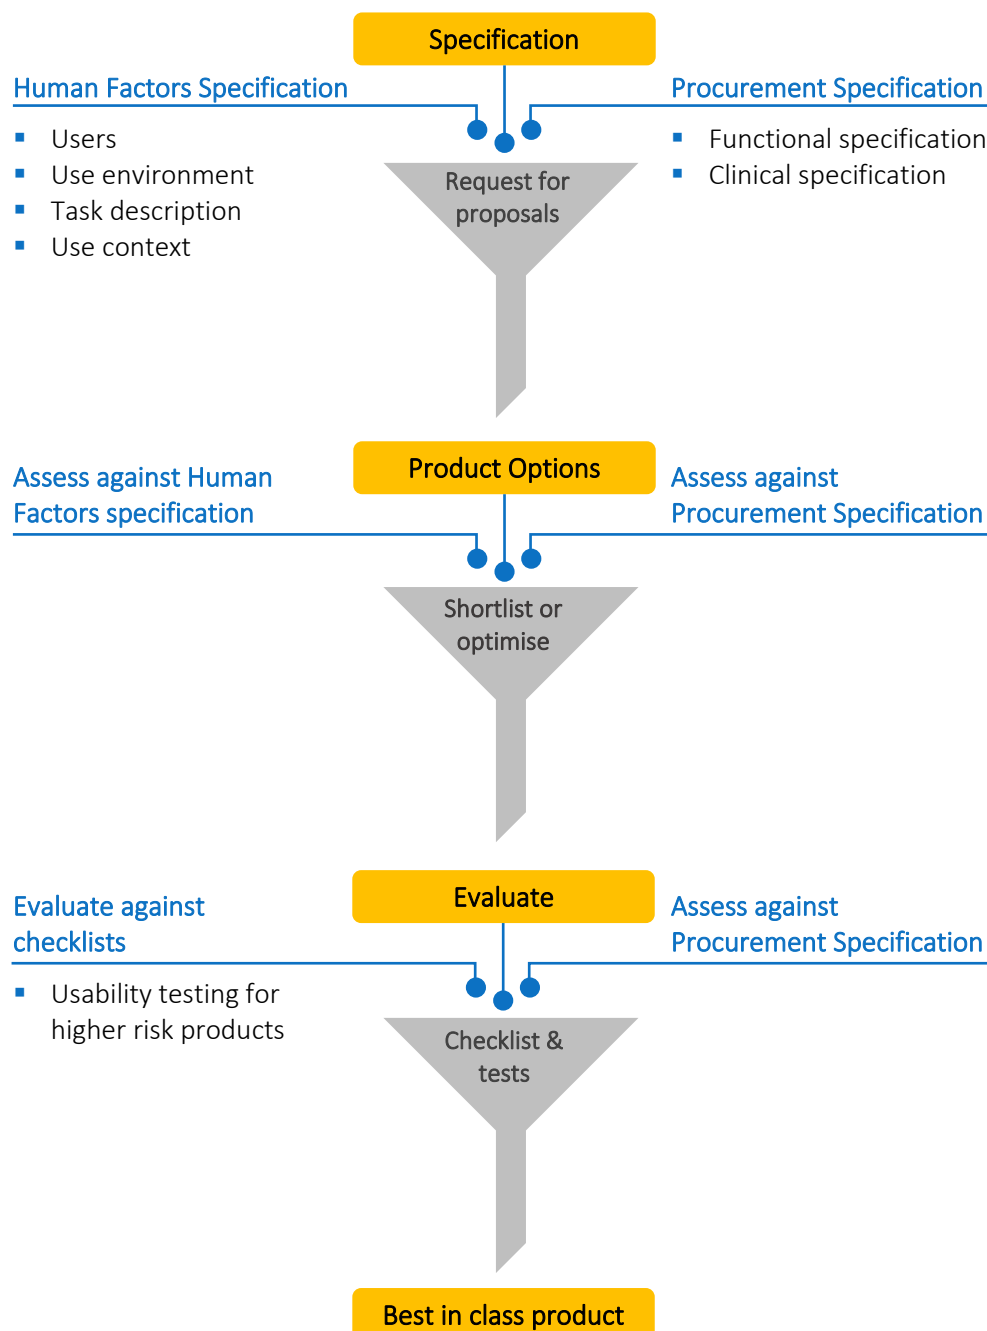 Specification
Human Factors Specification
▪ Users
▪ Use environment
▪ Task description
▪ Use context
Procurement Specification
▪ Functional specification
▪ Clinical specification
Request for
proposals
Product Options
Assess against Human
Factors specification
Assess against
Procurement Specification
Shortlist or
optimise
Evaluate
Evaluate against
checklists
▪ Usability testing for
higher risk products
Assess against
Procurement Specification
Checklist &
tests
Best in class product